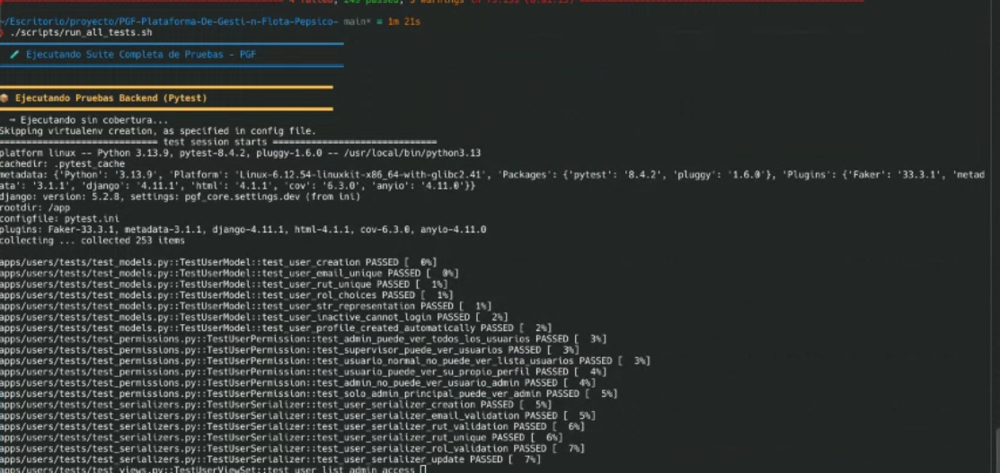 4 failed, 249 passed, 3 warnings in 73.15s (0:01:13)
~/Escritorio/proyecto/PGF-Plataforma-De-Gesti-n-Flota-Pepsico- main* ≡ 1m 21s
./scripts/run_all_tests.sh
Ejecutando Suite Completa de Pruebas - PGF
Ejecutando Pruebas Backend (Pytest)
→ Ejecutando sin cobertura...
Skipping virtualenv creation, as specified in config file.
============================ test session starts =============================
platform linux -- Python 3.13.9, pytest-8.4.2, pluggy-1.6.0 -- /usr/local/bin/python3.13
cachedir: .pytest_cache
metadata: {'Python': '3.13.9', 'Platform': 'Linux-6.12.54-linuxkit-x86_64-with-glibc2.41', 'Packages': {'pytest': '8.4.2', 'pluggy': '1.6.0'}, 'Plugins': {'Faker': '33.3.1', 'metad
ata': '3.1.1', 'django': '4.11.1', 'html': '4.1.1', 'cov': '6.3.0', 'anyio': '4.11.0'}}
django: version: 5.2.8, settings: pgf_core.settings.dev (from ini)
rootdir: /app
configfile: pytest.ini
plugins: Faker-33.3.1, metadata-3.1.1, django-4.11.1, html-4.1.1, cov-6.3.0, anyio-4.11.0
collecting ... collected 253 items
apps/users/tests/test_models.py::TestUserModel::test_user_creation PASSED [  0%]
apps/users/tests/test_models.py::TestUserModel::test_user_email_unique PASSED [  0%]
apps/users/tests/test_models.py::TestUserModel::test_user_rut_unique PASSED [  1%]
apps/users/tests/test_models.py::TestUserModel::test_user_rol_choices PASSED [  1%]
apps/users/tests/test_models.py::TestUserModel::test_user_str_representation PASSED [  1%]
apps/users/tests/test_models.py::TestUserModel::test_user_inactive_cannot_login PASSED [  2%]
apps/users/tests/test_models.py::TestUserModel::test_user_profile_created_automatically PASSED [  2%]
apps/users/tests/test_permissions.py::TestUserPermission::test_admin_puede_ver_todos_los_usuarios PASSED [  3%]
apps/users/tests/test_permissions.py::TestUserPermission::test_supervisor_puede_ver_usuarios PASSED [  3%]
apps/users/tests/test_permissions.py::TestUserPermission::test_usuario_normal_no_puede_ver_lista_usuarios PASSED [  3%]
apps/users/tests/test_permissions.py::TestUserPermission::test_usuario_puede_ver_su_propio_perfil PASSED [  4%]
apps/users/tests/test_permissions.py::TestUserPermission::test_admin_no_puede_ver_usuario_admin PASSED [  4%]
apps/users/tests/test_permissions.py::TestUserPermission::test_solo_admin_principal_puede_ver_admin PASSED [  5%]
apps/users/tests/test_serializers.py::TestUserSerializer::test_user_serializer_creation PASSED [  5%]
apps/users/tests/test_serializers.py::TestUserSerializer::test_user_serializer_email_validation PASSED [  5%]
apps/users/tests/test_serializers.py::TestUserSerializer::test_user_serializer_rut_validation PASSED [  6%]
apps/users/tests/test_serializers.py::TestUserSerializer::test_user_serializer_rut_unique PASSED [  6%]
apps/users/tests/test_serializers.py::TestUserSerializer::test_user_serializer_rol_validation PASSED [  7%]
apps/users/tests/test_serializers.py::TestUserSerializer::test_user_serializer_update PASSED [  7%]
apps/users/tests/test_views.py::TestUserViewSet::test_user_list_admin_access